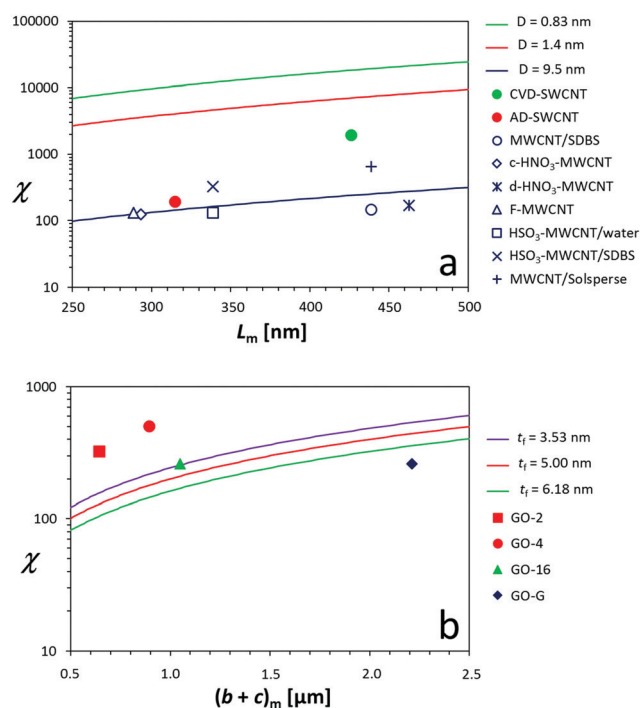 100000
10000
1000
100
10
χ
250
300
350
400
450
500
Lm [nm]
a
D = 0.83 nm
D = 1.4 nm
D = 9.5 nm
CVD-SWCNT
AD-SWCNT
MWCNT/SDBS
c-HNO₃-MWCNT
d-HNO₃-MWCNT
F-MWCNT
HSO₃-MWCNT/water
HSO₃-MWCNT/SDBS
MWCNT/Solsperse
1000
100
10
χ
0.5
1.0
1.5
2.0
2.5
(b + c)m [µm]
b
tf = 3.53 nm
tf = 5.00 nm
tf = 6.18 nm
GO-2
GO-4
GO-16
GO-G